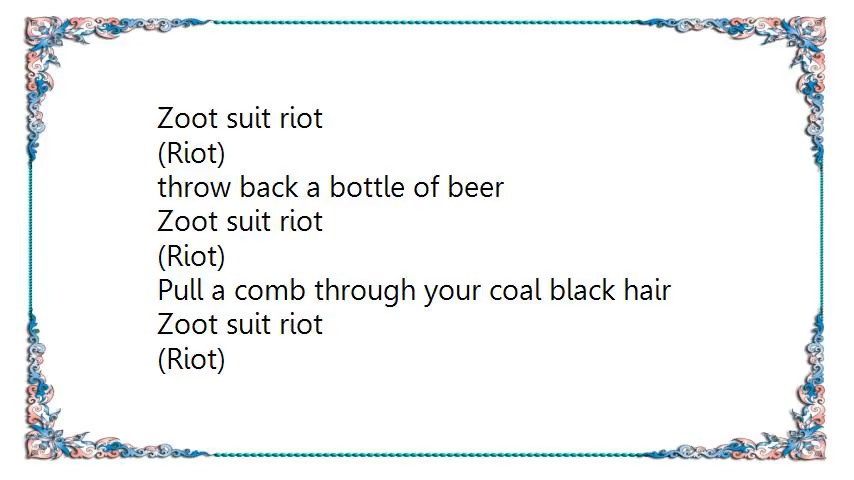 Zoot suit riot
(Riot)
throw back a bottle of beer
Zoot suit riot
(Riot)
Pull a comb through your coal black hair
Zoot suit riot
(Riot)